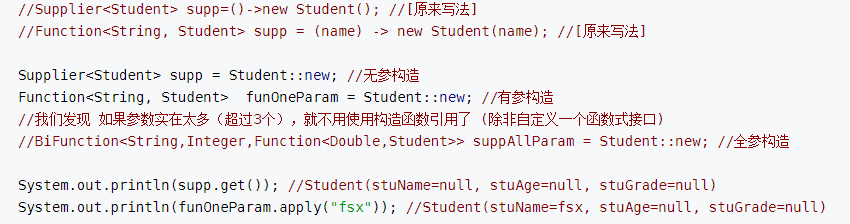 //Supplier<Student> supp=()->new Student(); //[原来写法]
//Function<String, Student> supp = (name) -> new Student(name); //[原来写法]
Supplier<Student> supp = Student::new; //无参构造
Function<String, Student>  funOneParam = Student::new; //有参构造
//我们发现 如果参数实在太多（超过3个），就不用使用构造函数引用了 (除非自定义一个函数式接口)
//BiFunction<String,Integer,Function<Double,Student>> suppAllParam = Student::new; //全参构造
System.out.println(supp.get()); //Student(stuName=null, stuAge=null, stuGrade=null)
System.out.println(funOneParam.apply("fsx")); //Student(stuName=fsx, stuAge=null, stuGrade=null)